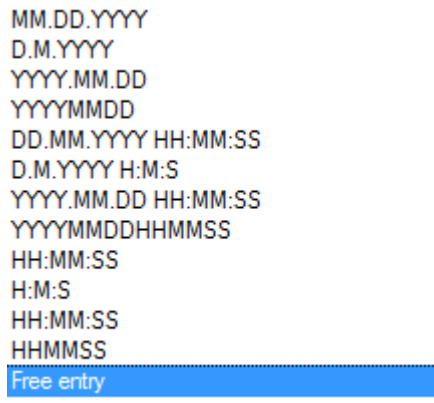 MM.DD.YYYY
D.M.YYYY
YYYY.MM.DD
YYYYMMDD
DD.MM.YYYY HH:MM:SS
D.M.YYYY H:M:S
YYYY.MM.DD HH:MM:SS
YYYYMMDDHHMMSS
HH:MM:SS
H:M:S
HH:MM:SS
HHMMSS
Free entry